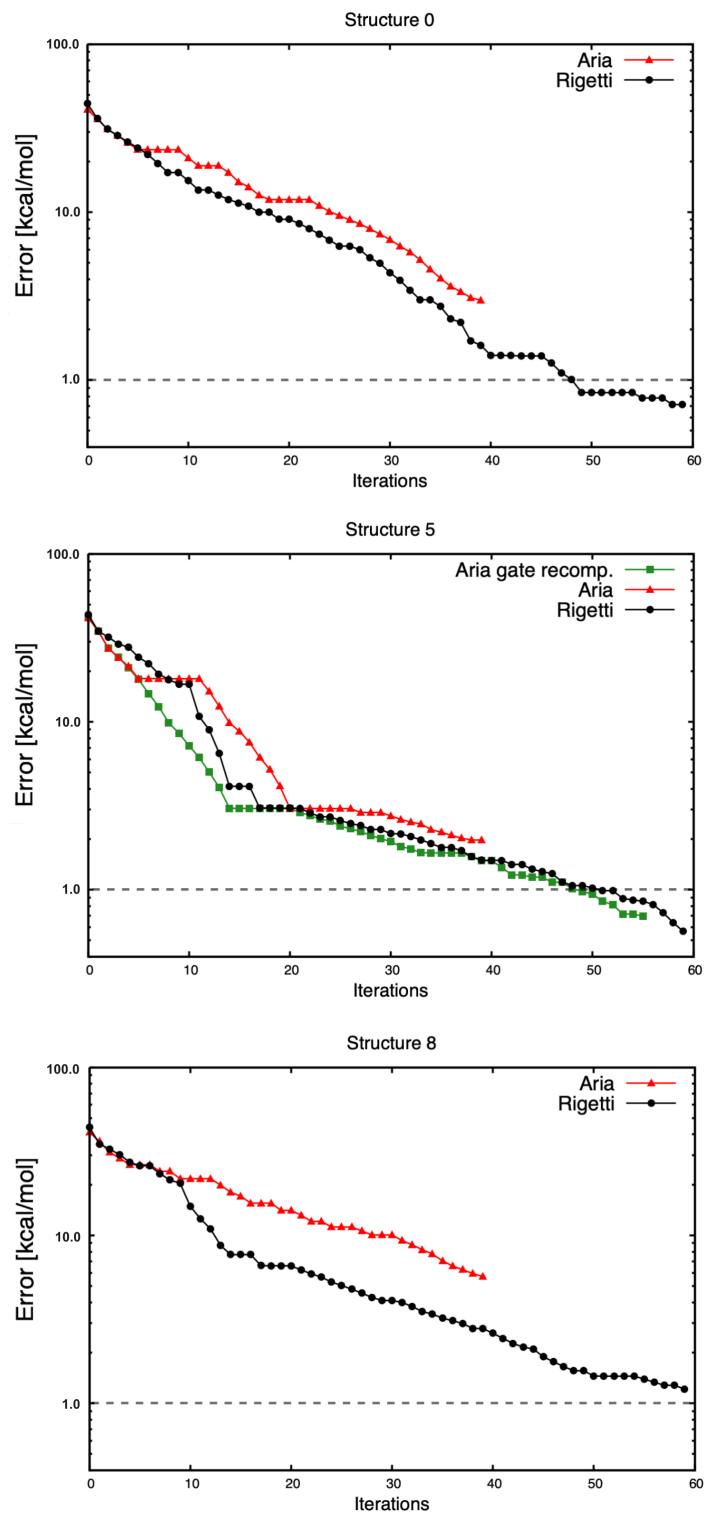 Structure 0
100.0
Aria
Rigetti
Error [kcal/mol]
10.0
1.0
0 10 20 30 40 50 60
Iterations
Structure 5
100.0
Aria gate recomp.
Aria
Rigetti
Error [kcal/mol]
10.0
1.0
0 10 20 30 40 50 60
Iterations
Structure 8
100.0
Aria
Rigetti
Error [kcal/mol]
10.0
1.0
0 10 20 30 40 50 60
Iterations